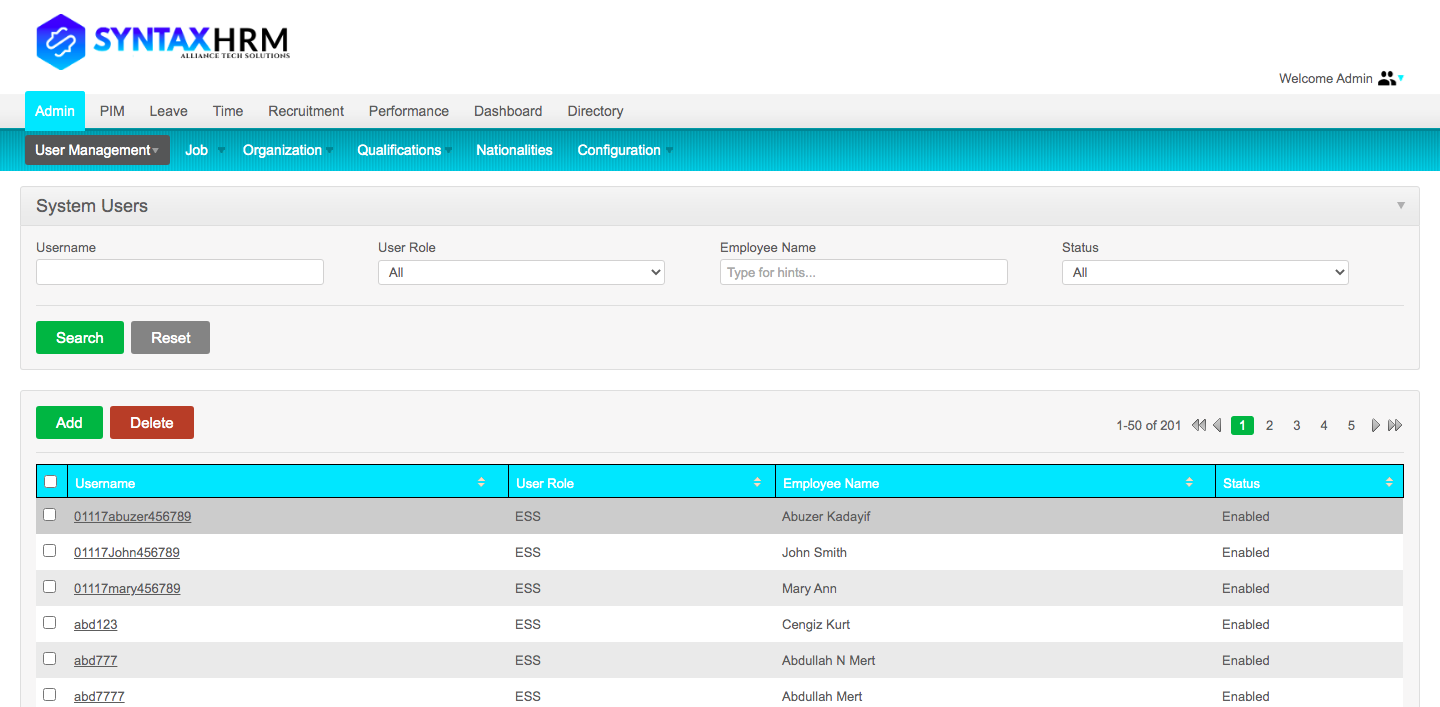 SYNTAXHRM
ALLIANCE TECH SOLUTIONS
Welcome Admin
Admin PIM Leave Time Recruitment Performance Dashboard Directory
User Management Job Organization Qualifications Nationalities Configuration
System Users
Username User Role Employee Name Status
All Type for hints... All
Search Reset
Add Delete 1-50 of 201 1 2 3 4 5
Username User Role Employee Name Status
01117abuzer456789 ESS Abuzer Kadayif Enabled
01117John456789 ESS John Smith Enabled
01117mary456789 ESS Mary Ann Enabled
abd123 ESS Cengiz Kurt Enabled
abd777 ESS Abdullah N Mert Enabled
abd7777 ESS Abdullah Mert Enabled